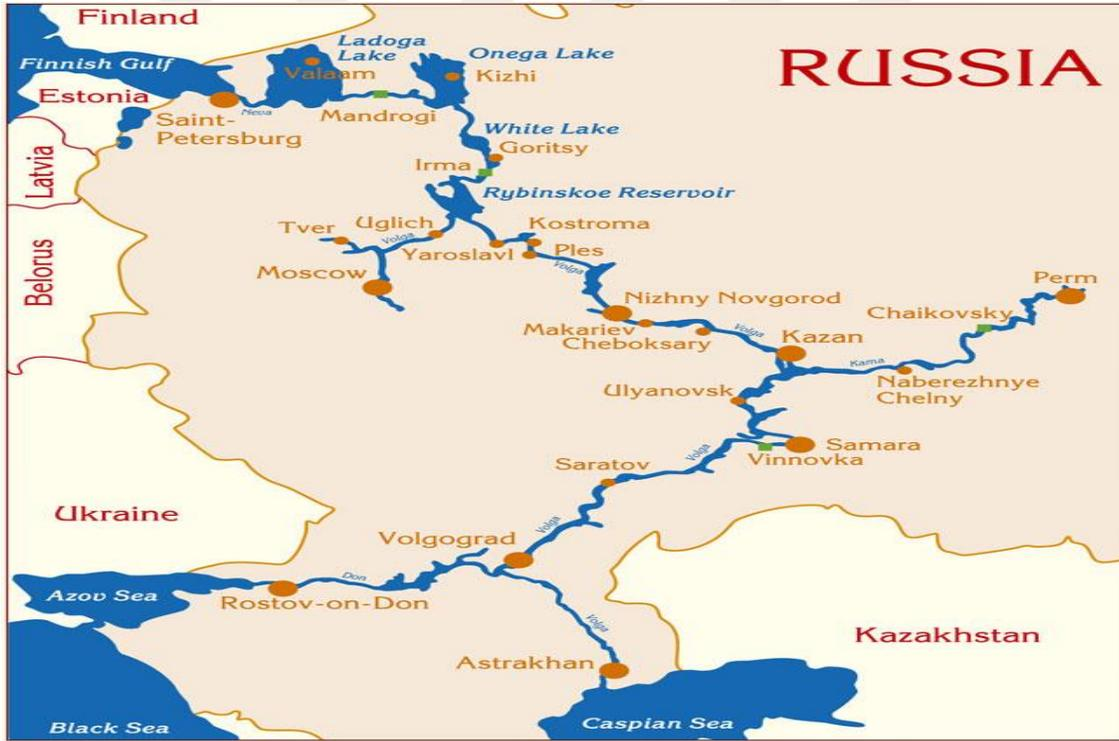 Finland
Ladoga
Lake
Onega Lake
RUSSIA
Finnish Gulf
Valaam
Kizhi
Estonia
Neva
Mandrogi
Saint-
Petersburg
White Lake
Goritsy
Latvia
Irma
Rybinskoe Reservoir
Tver
Uglich
Volga
Kostroma
Yaroslavl
Ples
Belorus
Moscow
Volga
Perm
Nizhny Novgorod
Chaikovsky
Makariev
Volga
Kazan
Cheboksary
Kama
Ulyanovsk
Naberezhnye
Chelny
Samara
Volga
Vinnovka
Saratov
Ukraine
Volgograd
Volga
Don
Azov Sea
Rostov-on-Don
Volga
Kazakhstan
Astrakhan
Black Sea
Caspian Sea